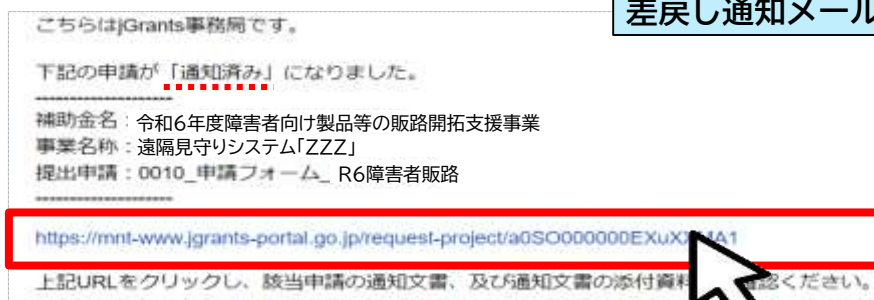 差戻し通知メール
こちらはjGrants事務局です。
下記の申請が「通知済み」になりました。
--------------------
補助金名：令和6年度障害者向け製品等の販路開拓支援事業
事業名称：遠隔見守りシステム「ZZZ」
提出申請：0010_申請フォーム_ R6障害者販路
--------------------
上記URLをクリックし、該当申請の通知文書、及び通知文書の添付資料 確認ください。